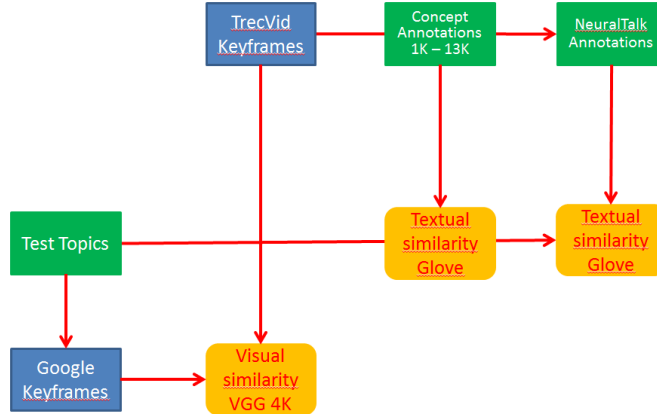 TrecVid
Keyframes
Concept
Annotations
1K – 13K
NeuralTalk
Annotations
Test Topics
Textual
similarity
Glove
Textual
similarity
Glove
Google
Keyframes
Visual
similarity
VGG 4K